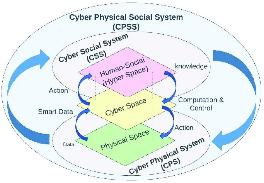 Cyber Physical Social System
(CPSS)
Cyber Social System
(CSS)
Human-Social
(Hyper Space)
knowledge
Action
Cyber Space
Smart Data
Computation &
Control
Physical Space
Action
Data
Cyber Physical System
(CPS)